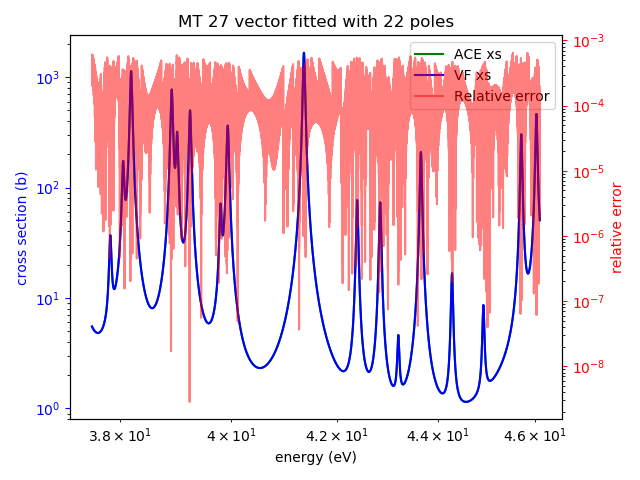 MT 27 vector fitted with 22 poles
ACE xs
VF xs
Relative error
cross section (b)
10³
10²
10¹
10⁰
relative error
10⁻³
10⁻⁴
10⁻⁵
10⁻⁶
10⁻⁷
10⁻⁸
3.8 × 10¹
4 × 10¹
4.2 × 10¹
4.4 × 10¹
4.6 × 10¹
energy (eV)